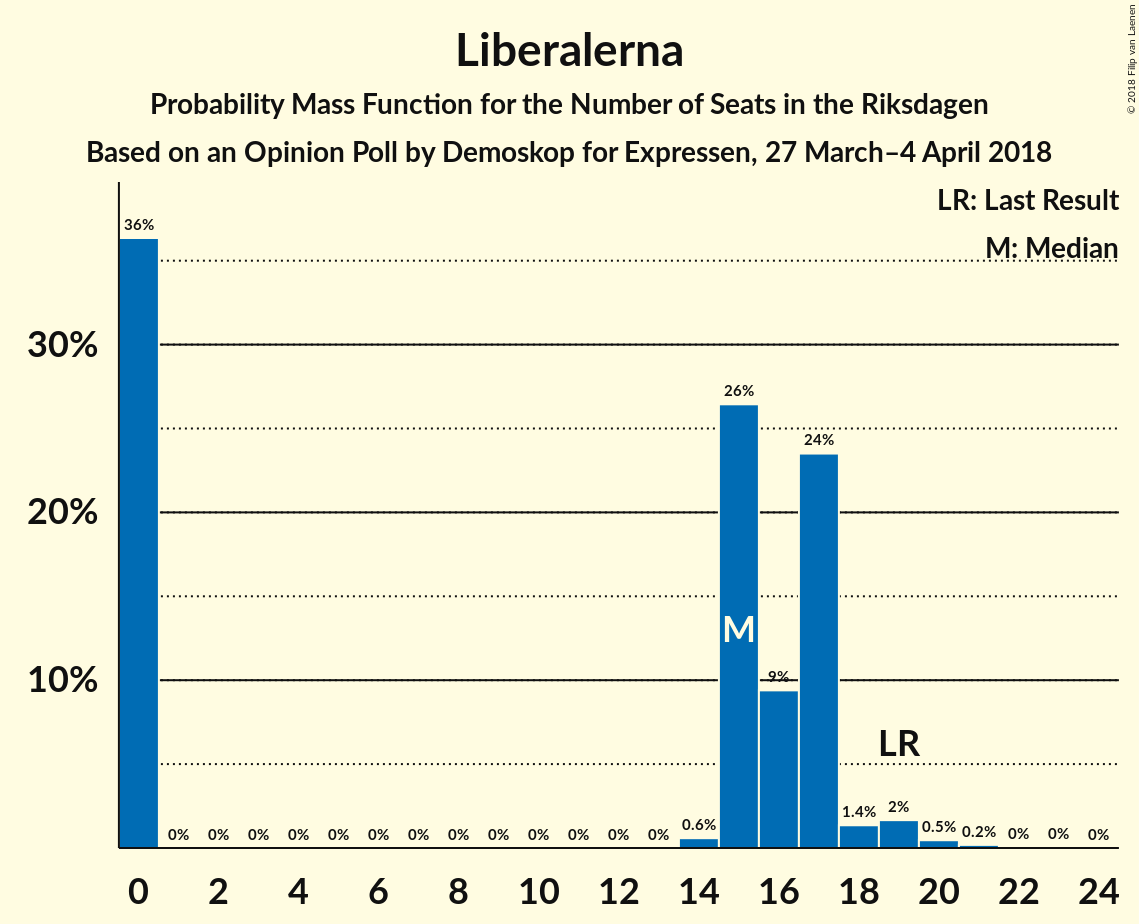 Liberalerna
Probability Mass Function for the Number of Seats in the Riksdagen
Based on an Opinion Poll by Demoskop for Expressen, 27 March–4 April 2018
© 2018 Filip van Laenen
LR: Last Result
M: Median
36%
30%
26%
24%
20%
M
10%
9%
LR
0% 0% 0% 0% 0% 0% 0% 0% 0% 0% 0% 0% 0% 0.6% 1.4% 2% 0.5% 0.2% 0% 0% 0%
0 2 4 6 8 10 12 14 16 18 20 22 24